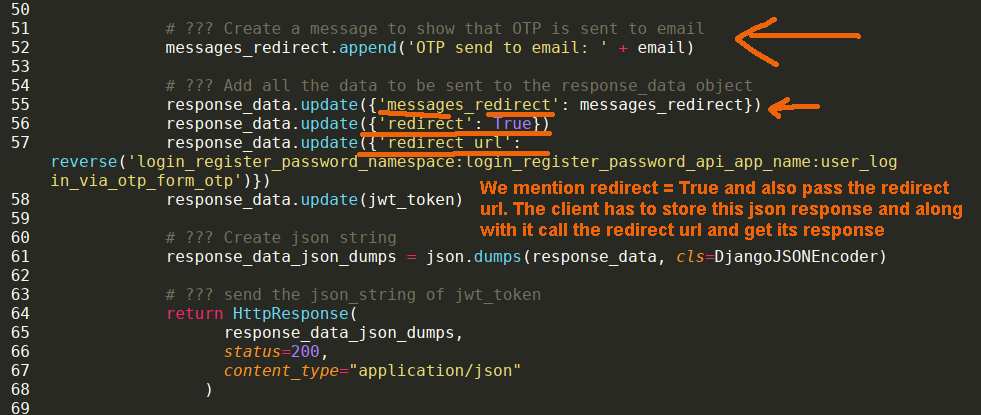 50
51 # ??? Create a message to show that OTP is sent to email
52 messages_redirect.append('OTP send to email: ' + email)
53
54 # ??? Add all the data to be sent to the response_data object
55 response_data.update({'messages_redirect': messages_redirect})
56 response_data.update({'redirect': True})
57 response_data.update({'redirect_url':
reverse('login_register_password_namespace:login_register_password_api_app_name:user_log
in_via_otp_form_otp')})
58 response_data.update(jwt_token)
We mention redirect = True and also pass the redirect
url. The client has to store this json response and along
with it call the redirect url and get its response
59
60 # ??? Create json string
61 response_data_json_dumps = json.dumps(response_data, cls=DjangoJSONEncoder)
62
63 # ??? send the json_string of jwt_token
64 return HttpResponse(
65 response_data_json_dumps,
66 status=200,
67 content_type="application/json"
68 )
69